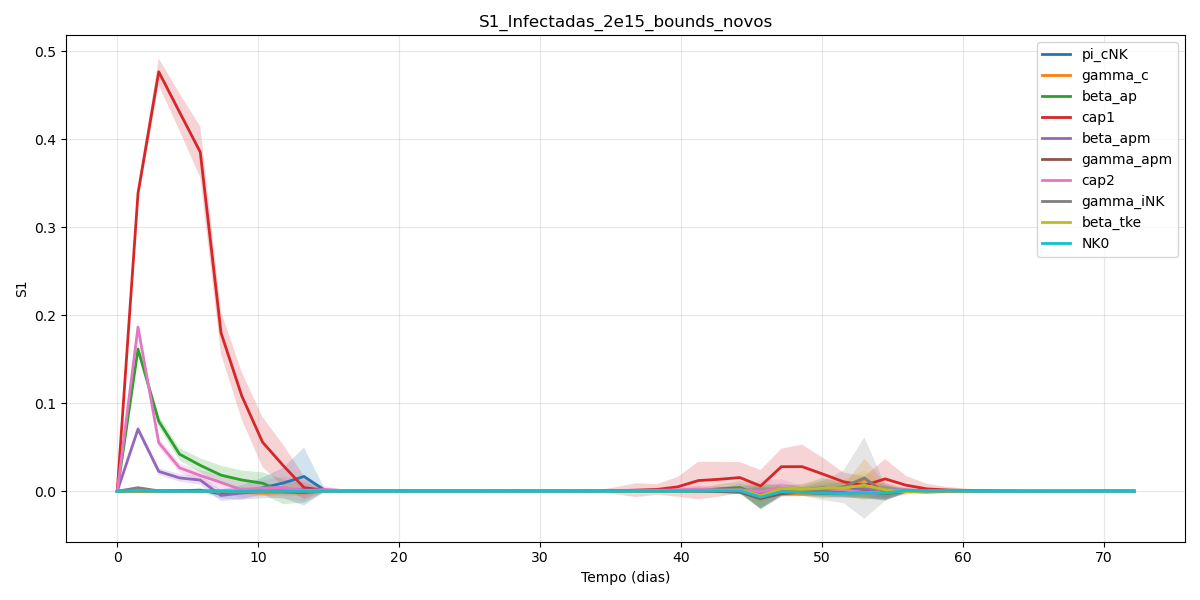 S1_Infectadas_2e15_bounds_novos
S1
0.5
0.4
0.3
0.2
0.1
0.0
0
10
20
30
40
50
60
70
Tempo (dias)
pi_cNK
gamma_c
beta_ap
cap1
beta_apm
gamma_apm
cap2
gamma_iNK
beta_tke
NK0